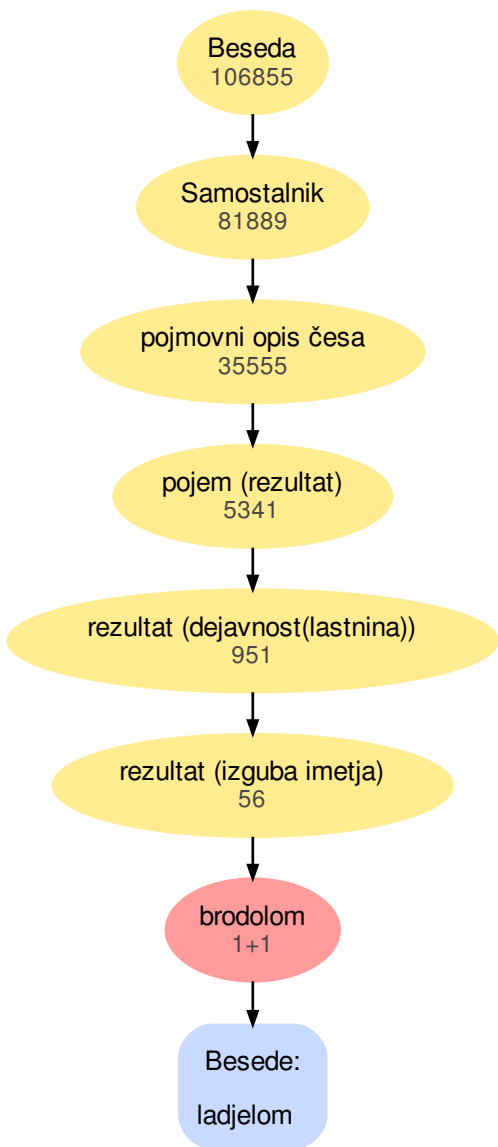 Beseda
106855
Samostalnik
81889
pojmovni opis česa
35555
pojem (rezultat)
5341
rezultat (dejavnost(lastnina))
951
rezultat (izguba imetja)
56
brodolom
1+1
Besede:
ladjelom